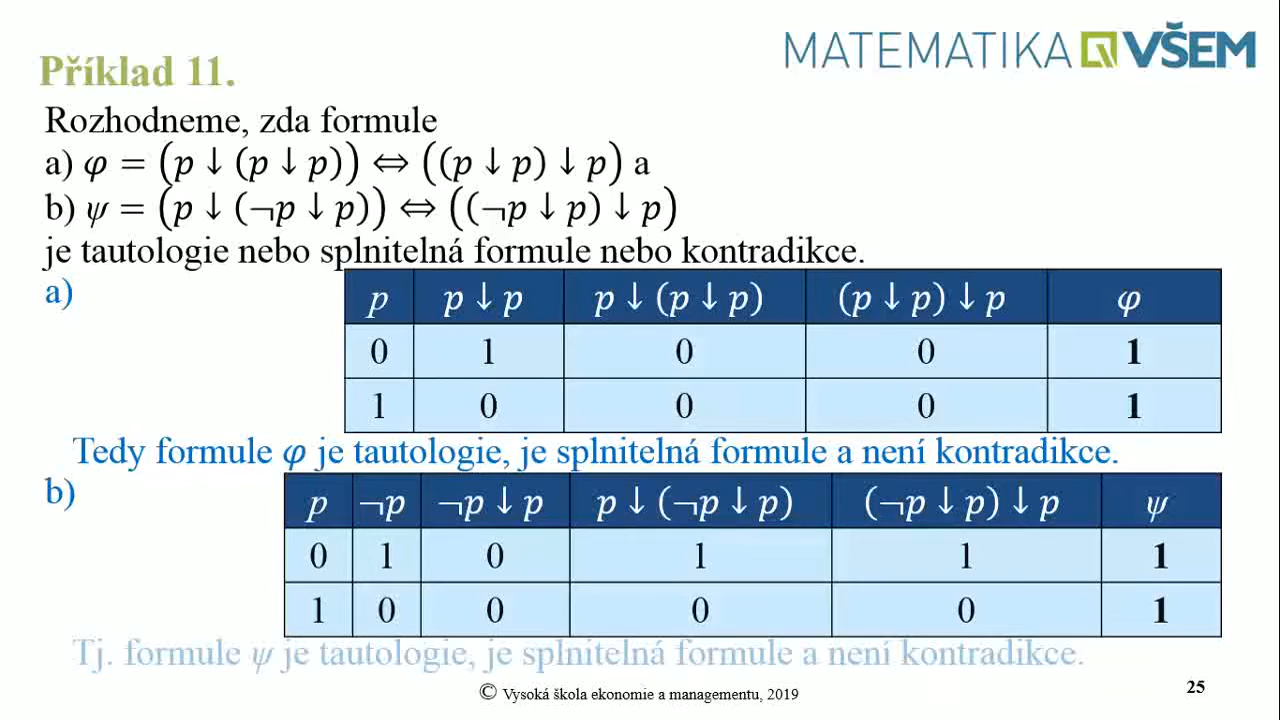 MATEMATIKA VŠEM
Příklad 11.
Rozhodneme, zda formule
a) φ = (p ↓ (p ↓ p)) ⇔ ((p ↓ p) ↓ p) a
b) ψ = (p ↓ (¬p ↓ p)) ⇔ ((¬p ↓ p) ↓ p)
je tautologie nebo splnitelná formule nebo kontradikce.
a)
p p ↓ p p ↓ (p ↓ p) (p ↓ p) ↓ p φ
0 1 0 0 1
1 0 0 0 1
Tedy formule φ je tautologie, je splnitelná formule a není kontradikce.
b)
p ¬p ¬p ↓ p p ↓ (¬p ↓ p) (¬p ↓ p) ↓ p ψ
0 1 0 1 1 1
1 0 0 0 0 1
Tj. formule ψ je tautologie, je splnitelná formule a není kontradikce.
© Vysoká škola ekonomie a managementu, 2019
25